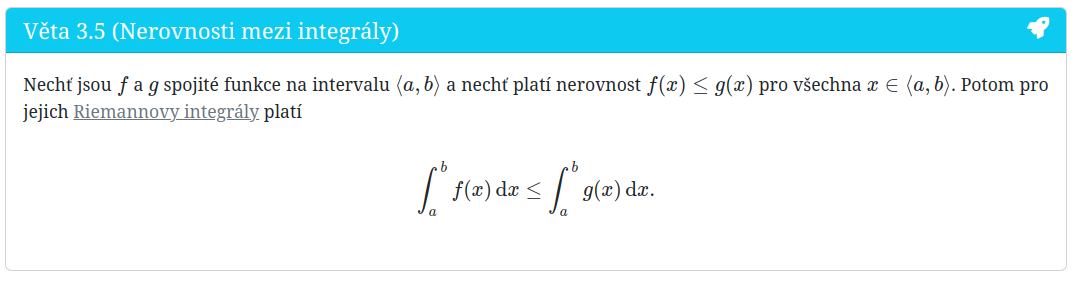 Věta 3.5 (Nerovnosti mezi integrály)
Nechť jsou f a g spojité funkce na intervalu ⟨a, b⟩ a nechť platí nerovnost f(x) ≤ g(x) pro všechna x ∈ ⟨a, b⟩. Potom pro
jejich Riemannovy integrály platí
∫_a^b f(x) dx ≤ ∫_a^b g(x) dx.